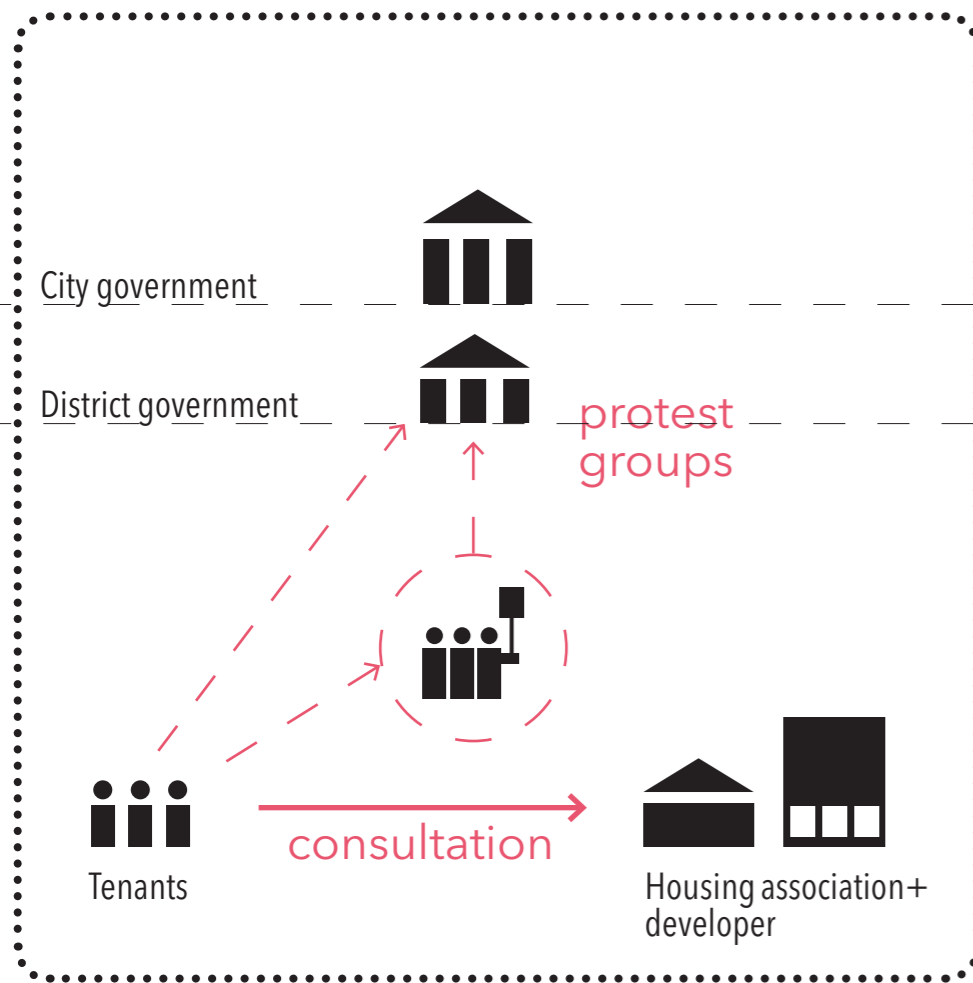 City government
District government
protest
groups
consultation
Tenants
Housing association+
developer